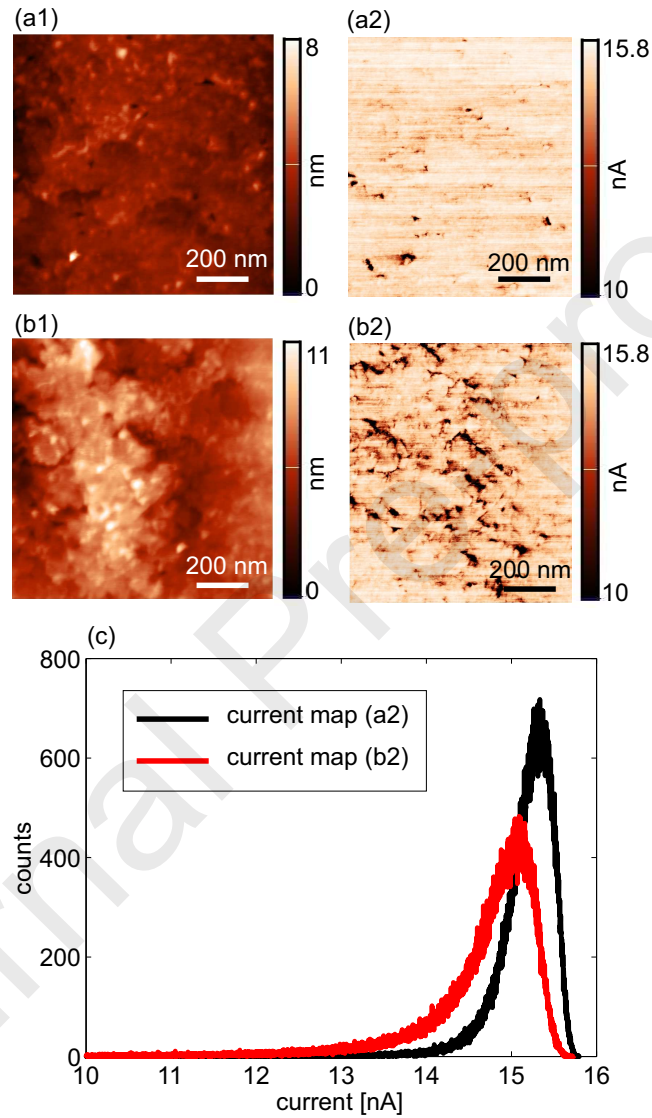 (a1)
8
nm
0
200 nm
(a2)
15.8
nA
10
200 nm
(b1)
11
nm
0
200 nm
(b2)
15.8
nA
10
200 nm
(c)
800
600
400
200
0
counts
current map (a2)
current map (b2)
10 11 12 13 14 15 16
current [nA]